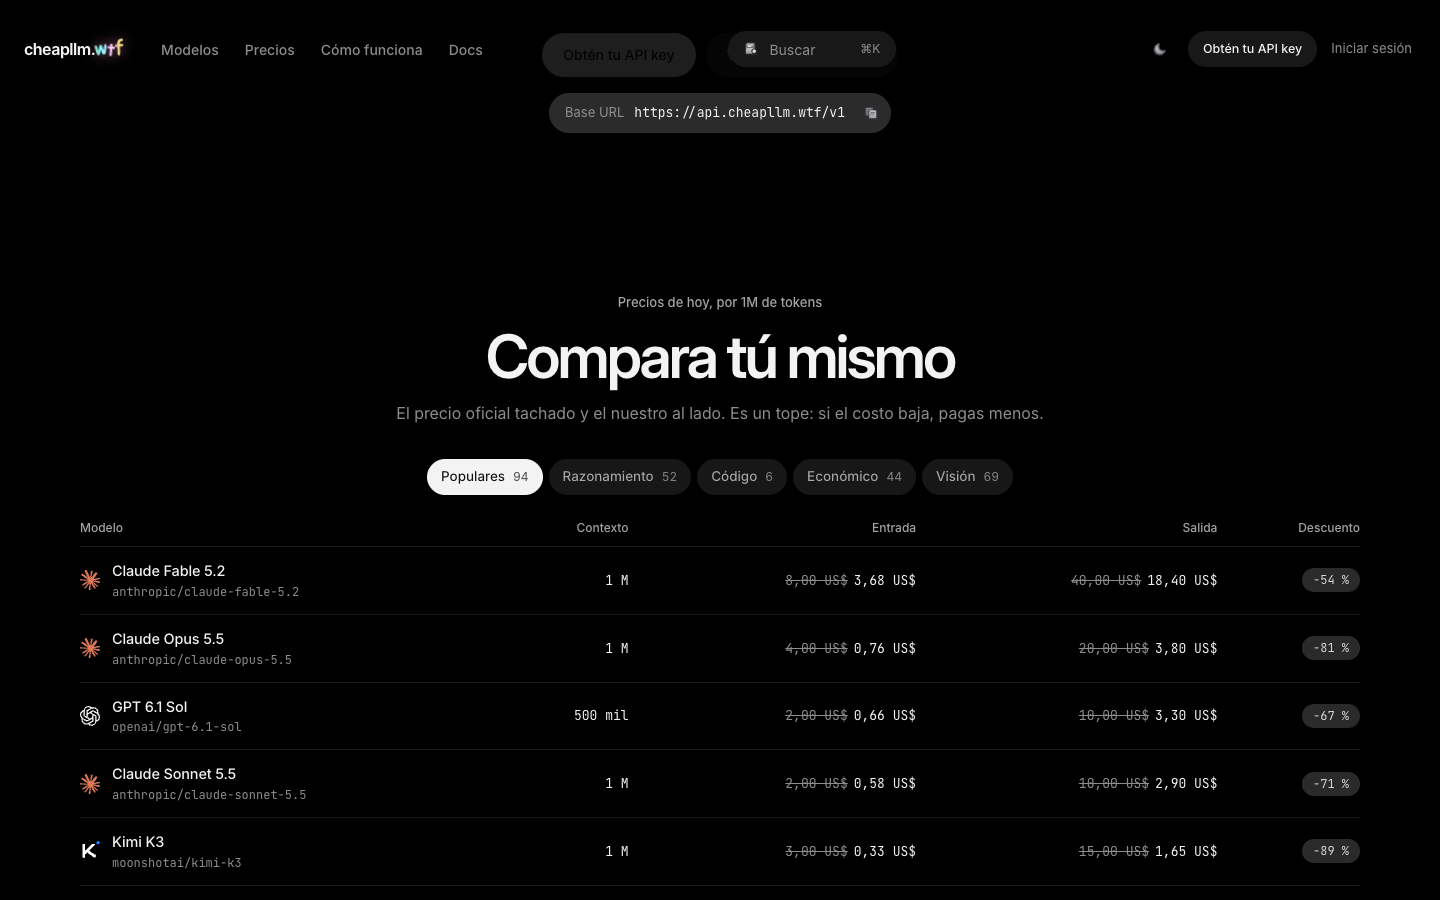 cheapllm.wtf
Modelos
Precios
Cómo funciona
Docs
Obtén tu API key
Buscar
⌘K
Obtén tu API key
Iniciar sesión
Base URL https://api.cheapllm.wtf/v1
Precios de hoy, por 1M de tokens
Compara tú mismo
El precio oficial tachado y el nuestro al lado. Es un tope: si el costo baja, pagas menos.
Populares 94
Razonamiento 52
Código 6
Económico 44
Visión 69
Modelo Contexto Entrada Salida Descuento
Claude Fable 5.2
anthropic/claude-fable-5.2
1 M 8,00 US$ 3,68 US$ 40,00 US$ 18,40 US$ -54 %
Claude Opus 5.5
anthropic/claude-opus-5.5
1 M 4,00 US$ 0,76 US$ 20,00 US$ 3,80 US$ -81 %
GPT 6.1 Sol
openai/gpt-6.1-sol
500 mil 2,00 US$ 0,66 US$ 10,00 US$ 3,30 US$ -67 %
Claude Sonnet 5.5
anthropic/claude-sonnet-5.5
1 M 2,00 US$ 0,58 US$ 10,00 US$ 2,90 US$ -71 %
Kimi K3
moonshotai/kimi-k3
1 M 3,00 US$ 0,33 US$ 15,00 US$ 1,65 US$ -89 %